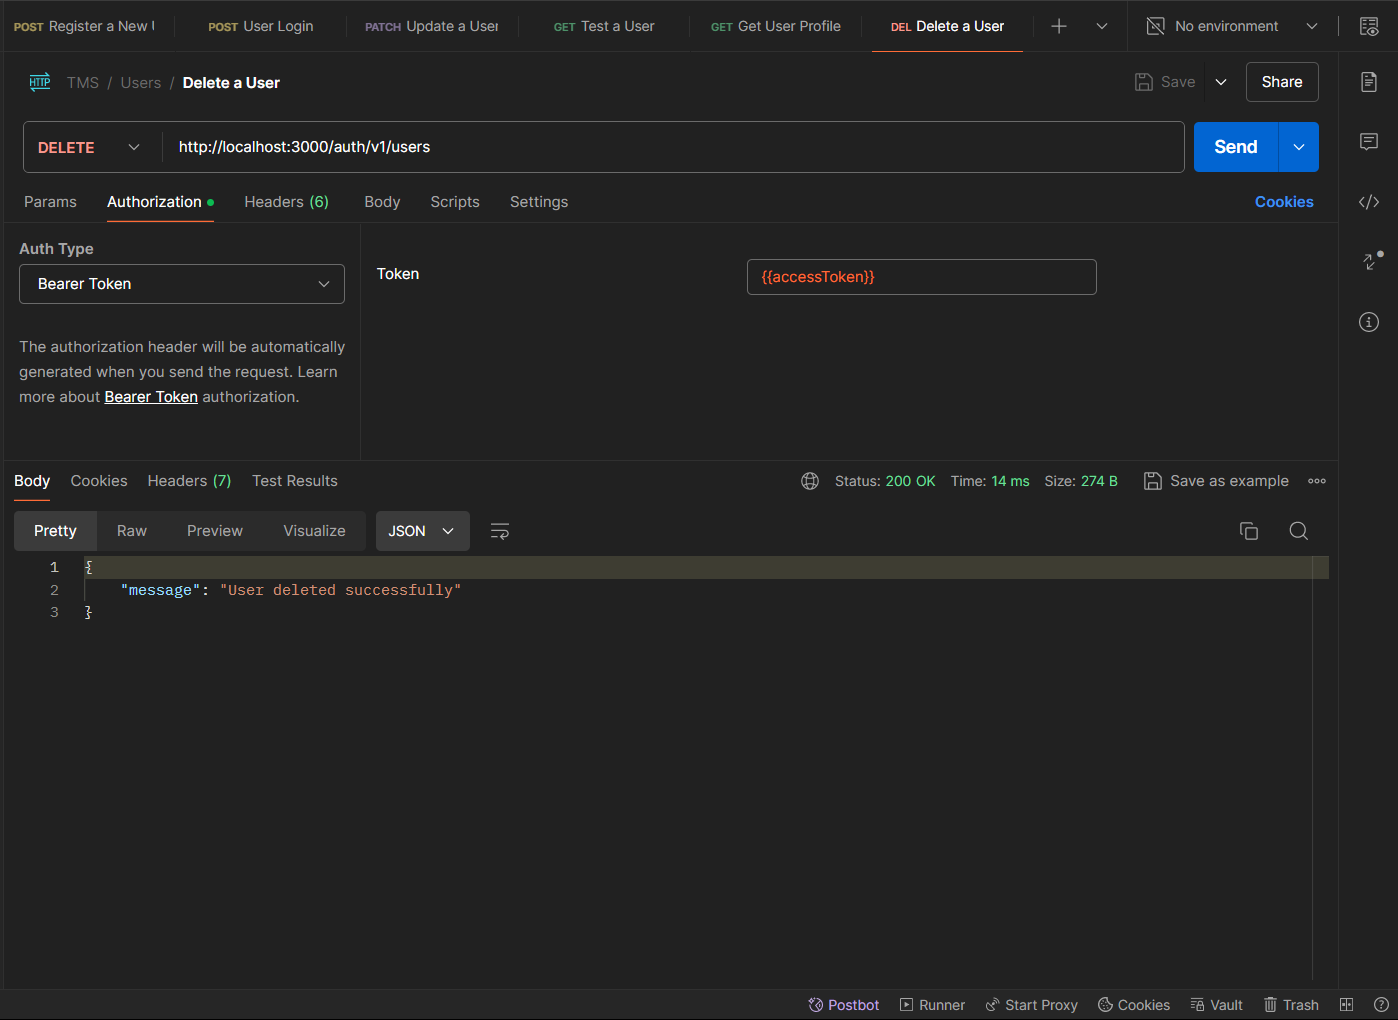 POST Register a New U
POST User Login
PATCH Update a User
GET Test a User
GET Get User Profile
DEL Delete a User
No environment
HTTP TMS / Users / Delete a User
Save
Share
DELETE http://localhost:3000/auth/v1/users
Send
Params Authorization Headers (6) Body Scripts Settings
Cookies
Auth Type
Bearer Token
The authorization header will be automatically
generated when you send the request. Learn
more about Bearer Token authorization.
Token
{{accessToken}}
Body Cookies Headers (7) Test Results
Status: 200 OK Time: 14 ms Size: 274 B
Save as example
Pretty Raw Preview Visualize JSON
1 {
2 "message": "User deleted successfully"
3 }
Postbot Runner Start Proxy Cookies Vault Trash